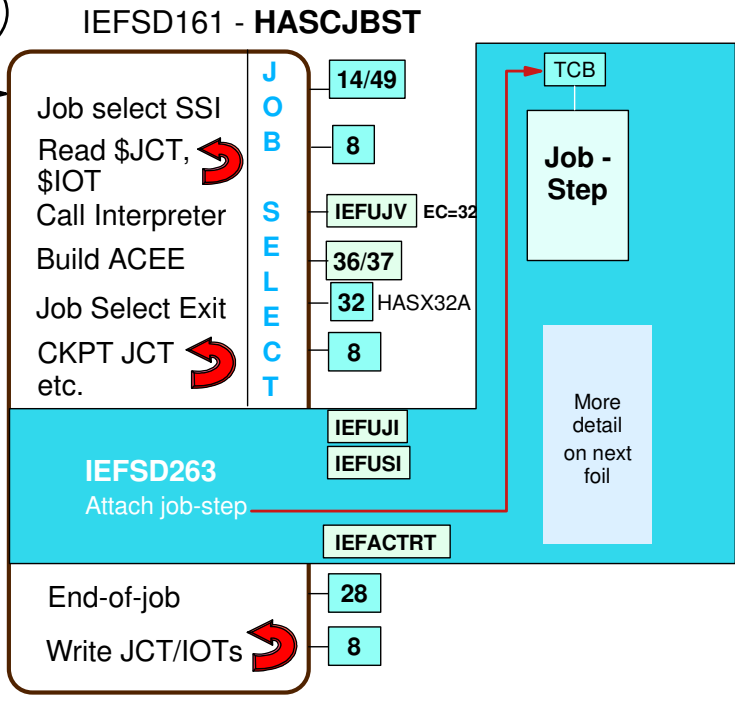 IEFSD161 - HASCJBST
JOB SELECT
Job select SSI
14/49
Read $JCT,
$IOT
8
Call Interpreter
IEFUJV EC=32
Build ACEE
36/37
Job Select Exit
32 HASX32A
CKPT JCT
etc.
8
TCB
Job -
Step
IEFUJI
IEFUSI
IEFSD263
Attach job-step
More
detail
on next
foil
IEFACTRT
End-of-job
28
Write JCT/IOTs
8